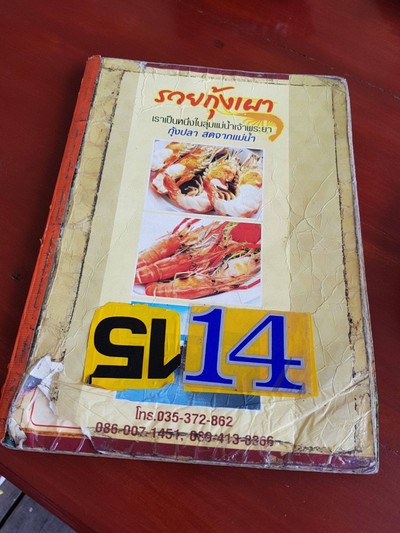 รวยกุ้งเผา
เราเป็นหนึ่งในลุ่มแม่น้ำเจ้าพระยา
กุ้งปลา สดจากแม่น้ำ
14
โทร.035-372-862
086-007-1451, 089-413-8366